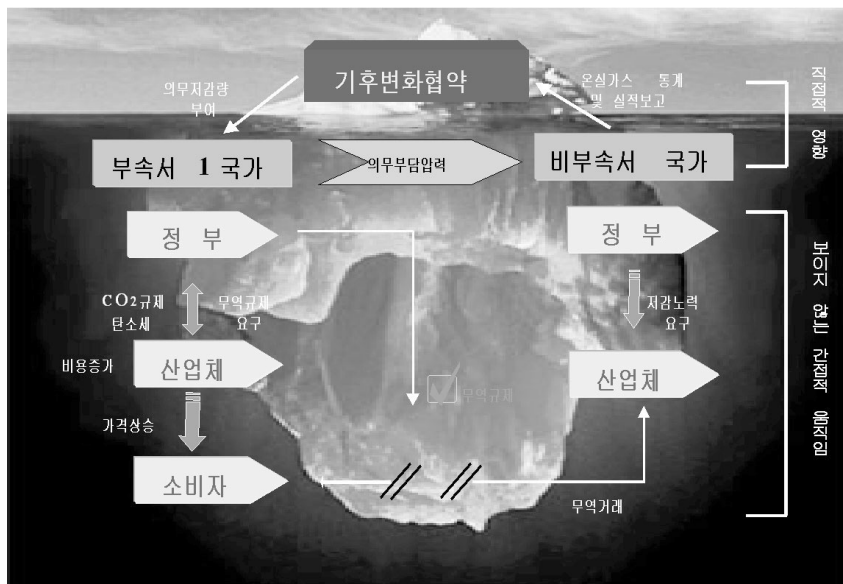 기후변화협약
의무저감량
부여
온실가스 통계
및 실적보고
직접적 영향
부속서 1 국가
의무부담압력
비부속서 국가
정 부
정 부
CO2규제
탄소세
무역규제
요구
저감노력
요구
보이지 않는 간접적 움직임
비용증가
산업체
산업체
무역규제
가격상승
소비자
무역거래